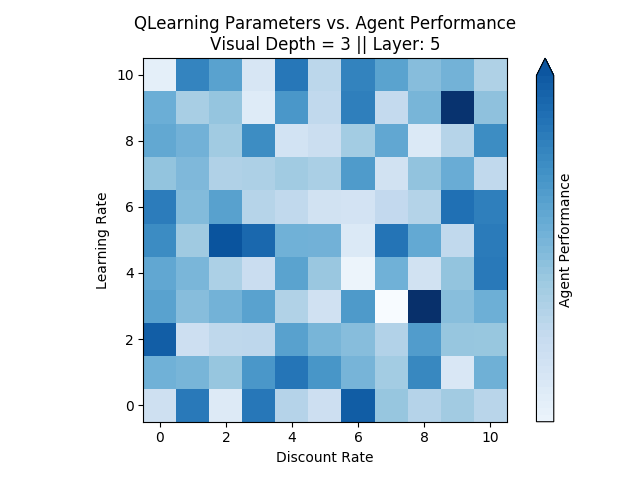 QLearning Parameters vs. Agent Performance
Visual Depth = 3 || Layer: 5
10
8
6
4
2
0
Learning Rate
0 2 4 6 8 10
Discount Rate
Agent Performance